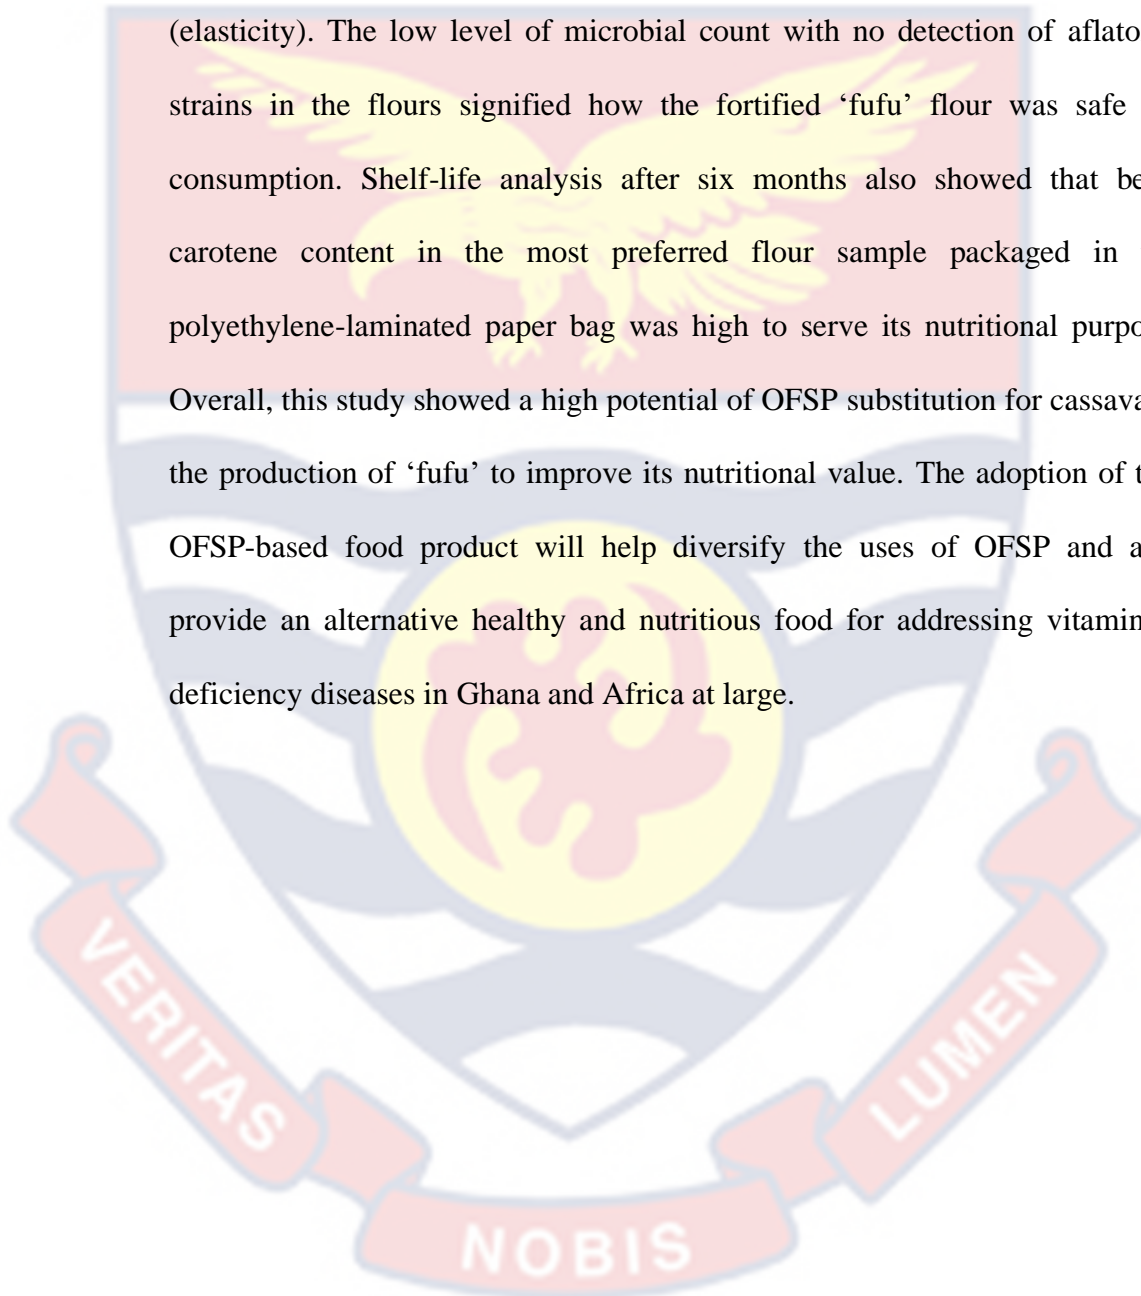 (elasticity). The low level of microbial count with no detection of aflato
strains in the flours signified how the fortified ‘fufu’ flour was safe
consumption. Shelf-life analysis after six months also showed that be
carotene content in the most preferred flour sample packaged in
polyethylene-laminated paper bag was high to serve its nutritional purpo
Overall, this study showed a high potential of OFSP substitution for cassava
the production of ‘fufu’ to improve its nutritional value. The adoption of t
OFSP-based food product will help diversify the uses of OFSP and a
provide an alternative healthy and nutritious food for addressing vitamin
deficiency diseases in Ghana and Africa at large.
VERITAS
NOBIS
LUMEN